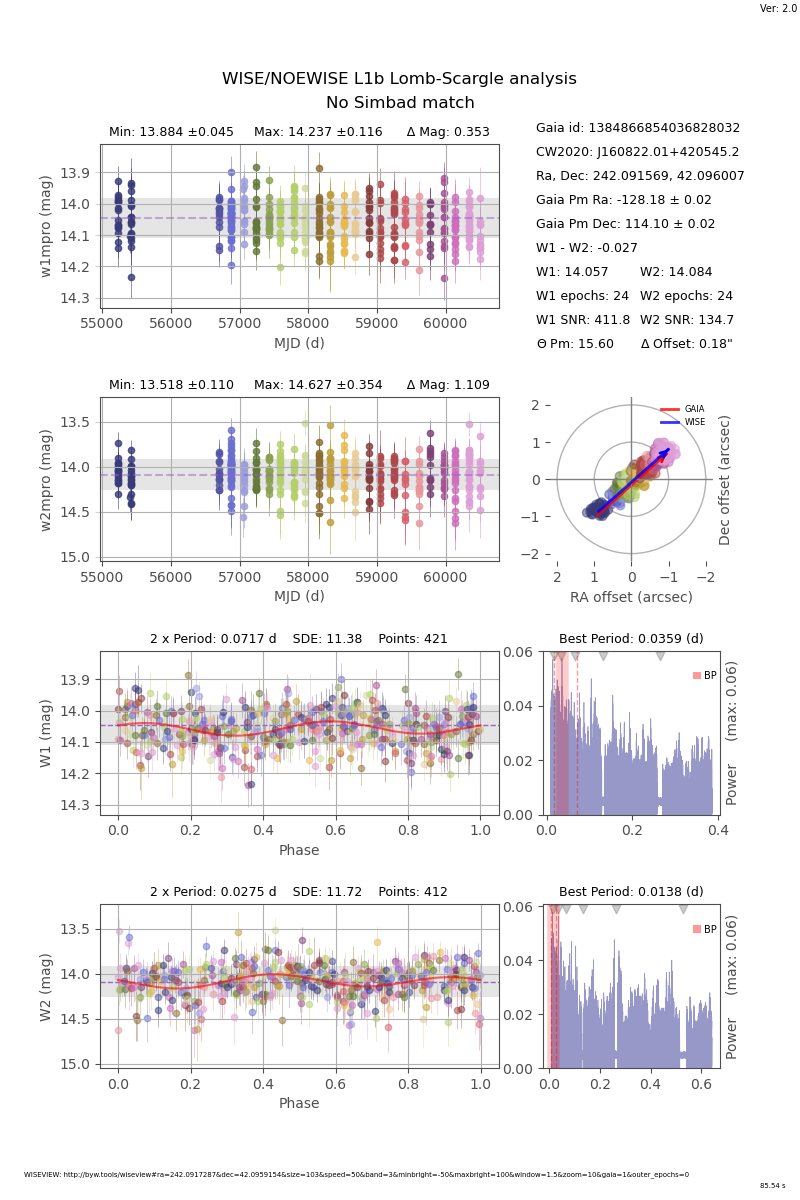 Ver: 2.0
WISE/NOEWISE L1b Lomb-Scargle analysis
No Simbad match
Min: 13.884 ±0.045 Max: 14.237 ±0.116 Δ Mag: 0.353
w1mpro (mag)
13.9
14.0
14.1
14.2
14.3
55000 56000 57000 58000 59000 60000
MJD (d)
Gaia id: 1384866854036828032
CW2020: J160822.01+420545.2
Ra, Dec: 242.091569, 42.096007
Gaia Pm Ra: -128.18 ± 0.02
Gaia Pm Dec: 114.10 ± 0.02
W1 - W2: -0.027
W1: 14.057 W2: 14.084
W1 epochs: 24 W2 epochs: 24
W1 SNR: 411.8 W2 SNR: 134.7
Θ Pm: 15.60 Δ Offset: 0.18"
Min: 13.518 ±0.110 Max: 14.627 ±0.354 Δ Mag: 1.109
w2mpro (mag)
13.5
14.0
14.5
15.0
55000 56000 57000 58000 59000 60000
MJD (d)
GAIA
WISE
2
1
0
−1
−2
2 1 0 −1 −2
RA offset (arcsec)
Dec offset (arcsec)
2 x Period: 0.0717 d SDE: 11.38 Points: 421
W1 (mag)
13.9
14.0
14.1
14.2
14.3
0.0 0.2 0.4 0.6 0.8 1.0
Phase
Best Period: 0.0359 (d)
BP
0.06
0.04
0.02
0.00
0.0 0.2 0.4
Power (max: 0.06)
2 x Period: 0.0275 d SDE: 11.72 Points: 412
W2 (mag)
13.5
14.0
14.5
15.0
0.0 0.2 0.4 0.6 0.8 1.0
Phase
Best Period: 0.0138 (d)
BP
0.06
0.04
0.02
0.00
0.0 0.2 0.4 0.6
Power (max: 0.06)
WISEVIEW: http://byw.tools/wiseview#ra=242.0917287&dec=42.0959154&size=103&speed=50&band=3&minbright=-50&maxbright=100&window=1.5&zoom=10&gaia=1&outer_epochs=0
85.54 s